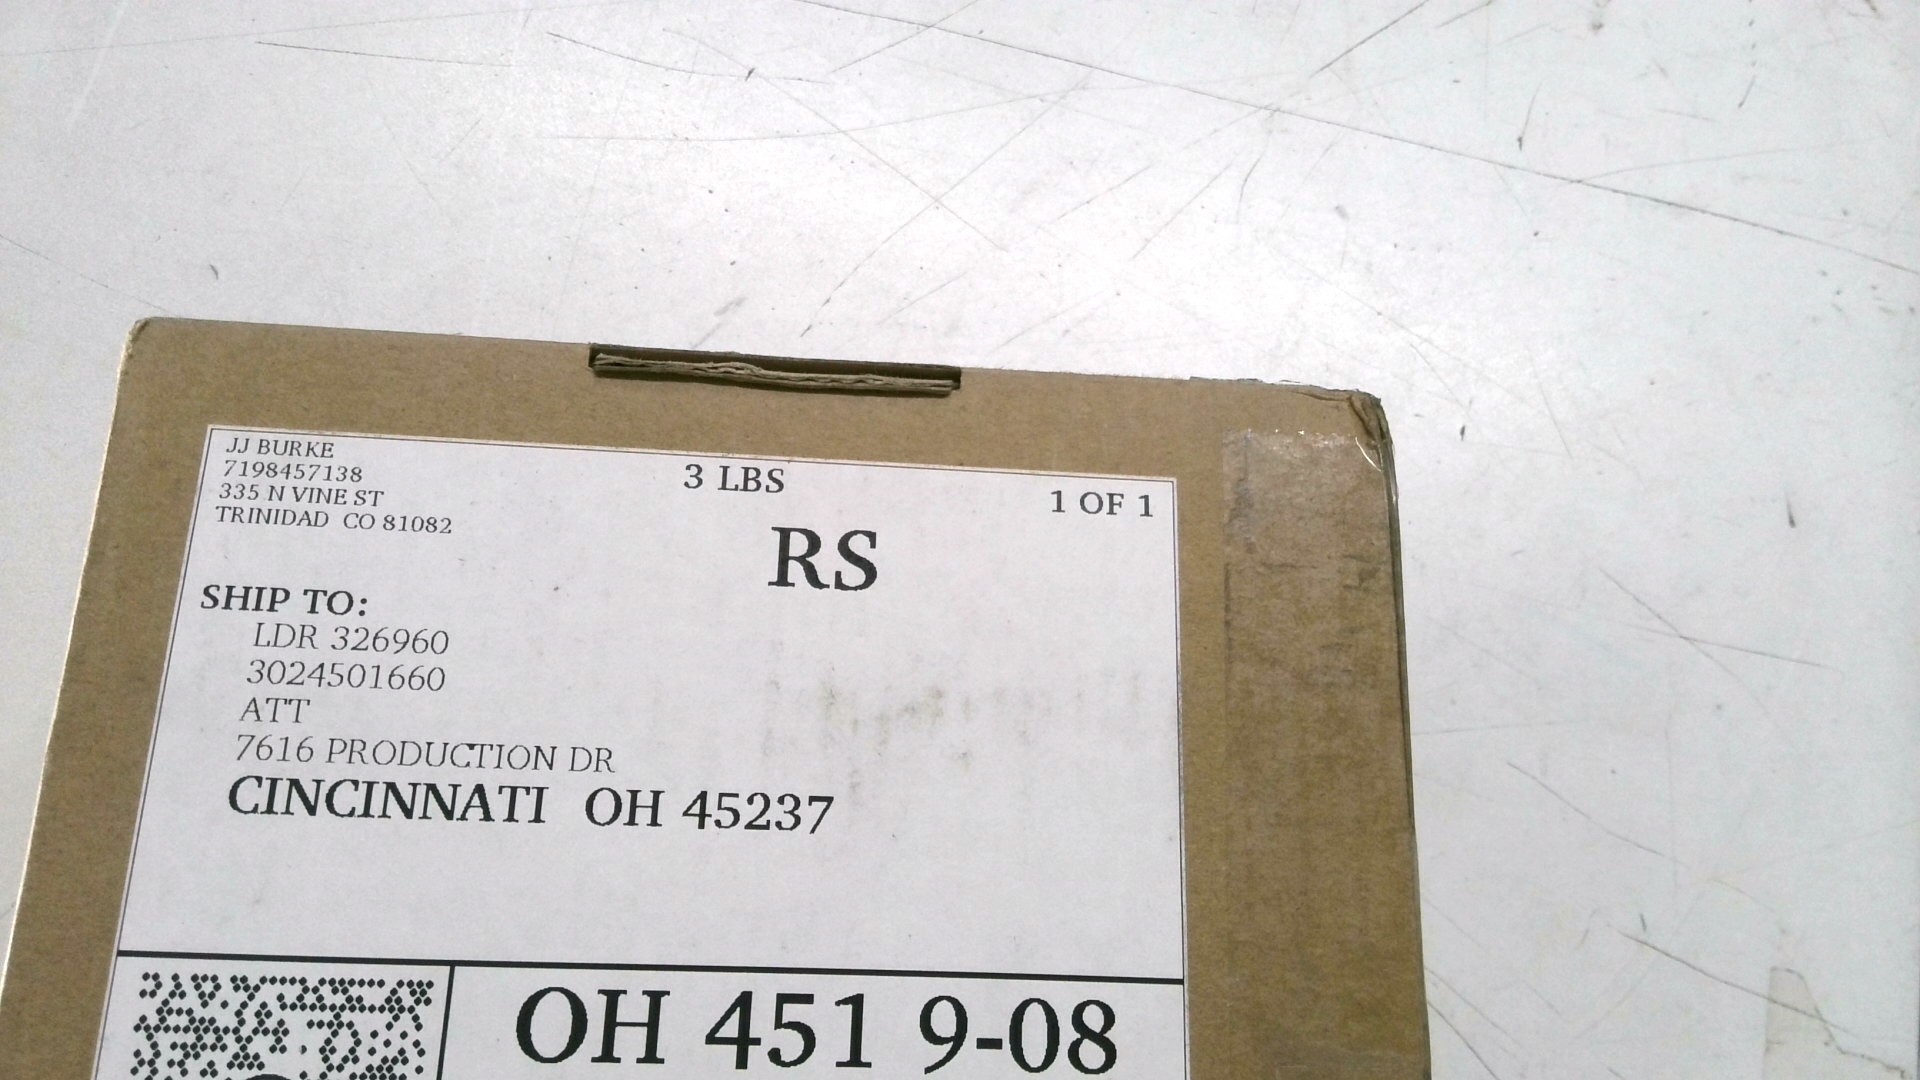 JJ BURKE
7198457138
335 N VINE ST
TRINIDAD CO 81082
3 LBS
1 OF 1
RS
SHIP TO:
LDR 326960
3024501660
ATT
7616 PRODUCTION DR
CINCINNATI OH 45237
OH 451 9-08